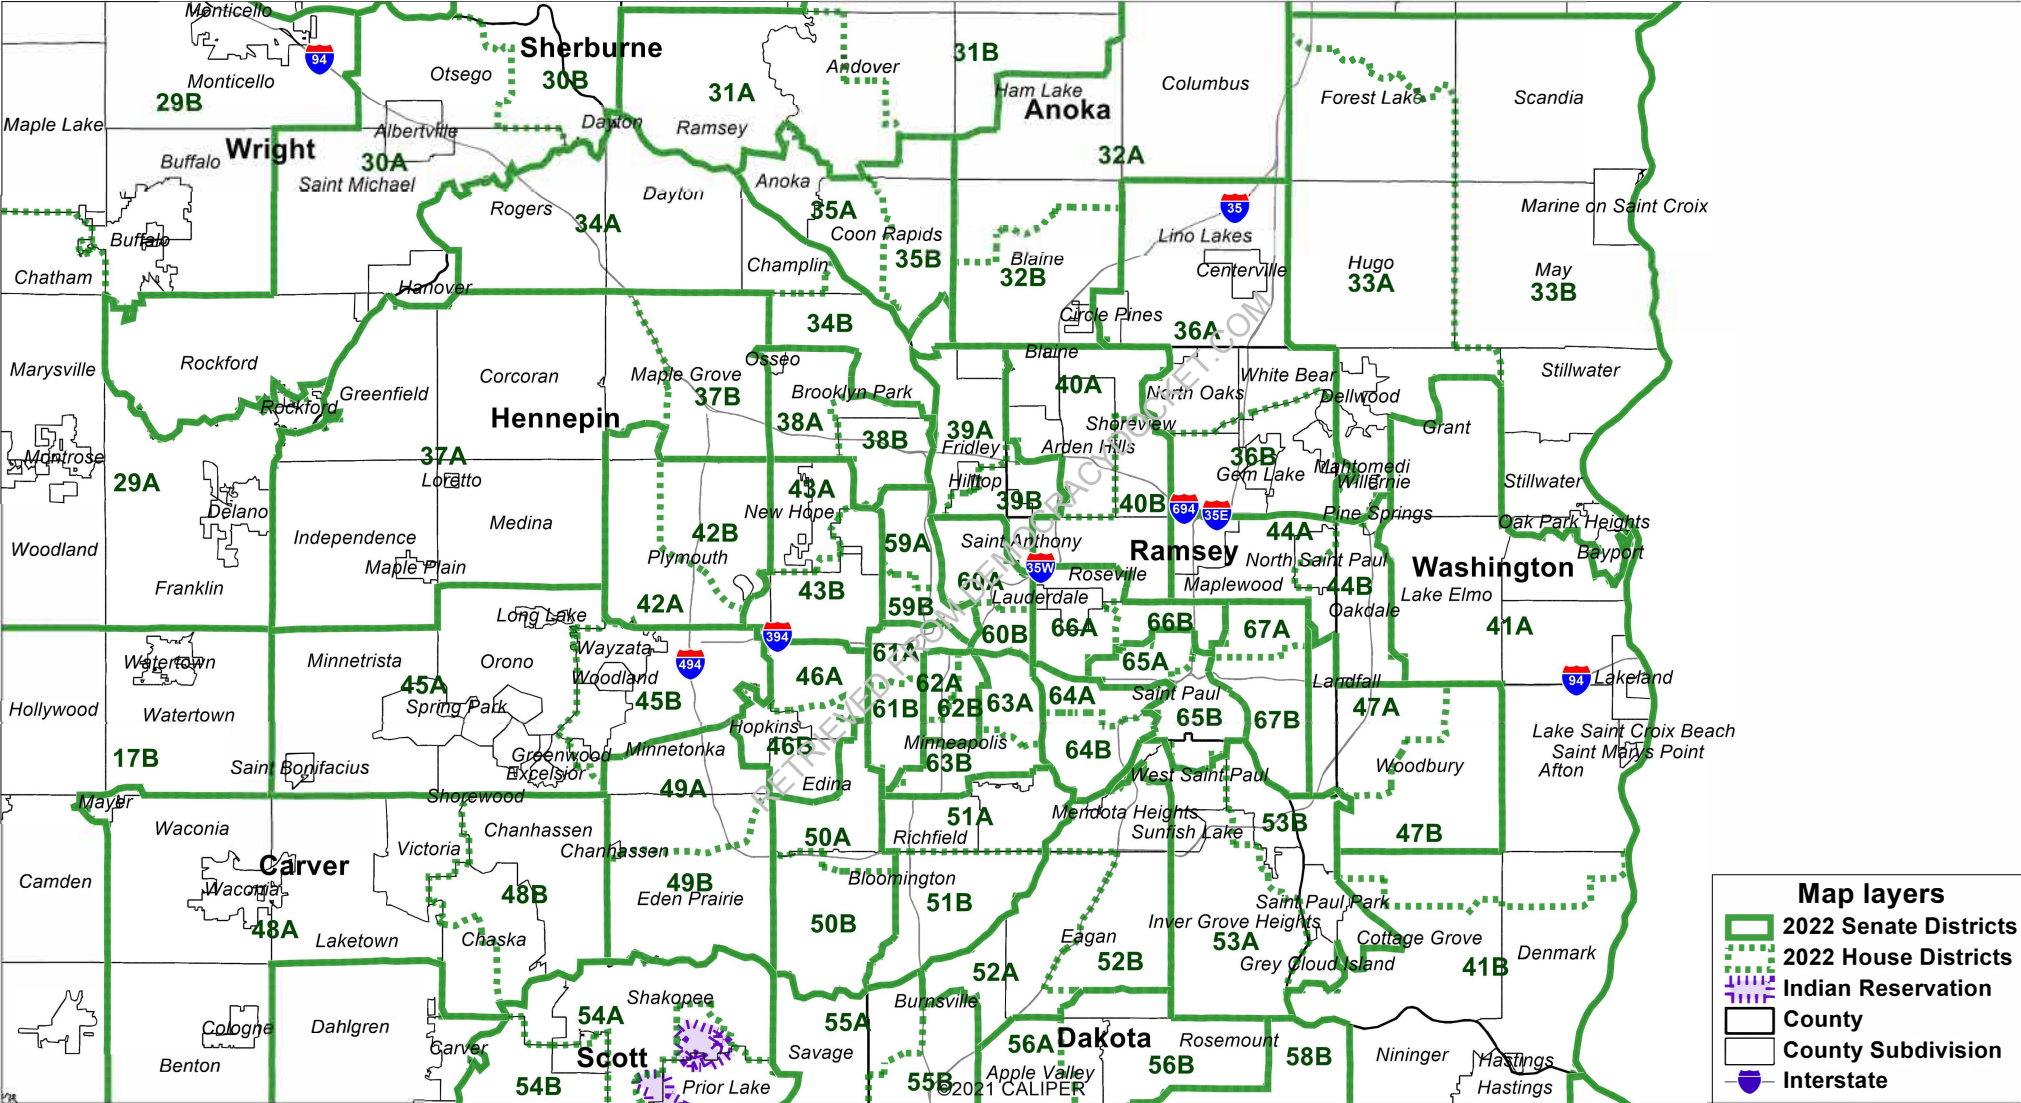 Monticello
94
Sherburne
Otsego
30B
Monticello
29B
31A
Andover
31B
Ham Lake
Anoka
Columbus
Forest Lake
Scandia
Maple Lake
Albertville
Dayton
Ramsey
Wright
Buffalo
30A
Saint Michael
32A
Anoka
Dayton
Rogers
34A
35A
Coon Rapids
35B
35
Marine on Saint Croix
Lino Lakes
Buffalo
Chatham
Hanover
Champlin
Blaine
32B
Centerville
Hugo
33A
May
33B
Circle Pines
36A
34B
Marysville
Rockford
Corcoran
Maple Grove
Osseo
Blaine
40A
Stillwater
Greenfield
Rockford
Hennepin
37B
Brooklyn Park
38A
38B
39A
Fridley
North Oaks
White Bear
Dellwood
Shoreview
Arden Hills
Grant
Montrose
29A
37A
Loretto
36B
Gem Lake
Mahtomedi
Willernie
Stillwater
43A
New Hope
Hilltop
39B
40B
694
35E
Pine Springs
Oak Park Heights
Delano
Independence
Medina
42B
Plymouth
59A
Saint Anthony
Ramsey
44A
North Saint Paul
Bayport
Woodland
Franklin
Maple Plain
43B
60A
35W
Roseville
Maplewood
44B
Washington
Lake Elmo
Lauderdale
Oakdale
42A
59B
Long Lake
394
60B
66A
66B
67A
41A
Watertown
Minnetrista
Orono
Wayzata
494
61A
65A
Woodland
45A
Spring Park
45B
46A
62A
62B
63A
64A
Saint Paul
Landfall
94
Lakeland
Hollywood
Watertown
61B
65B
67B
47A
Hopkins
46B
Minneapolis
63B
64B
Lake Saint Croix Beach
Saint Marys Point
Afton
17B
Saint Bonifacius
Greenwood
Excelsior
Minnetonka
49A
Edina
West Saint Paul
Woodbury
Mayer
Shorewood
Waconia
Chanhassen
Chanhassen
Victoria
Carver
50A
51A
Richfield
Mendota Heights
Sunfish Lake
53B
47B
Camden
Waconia
48A
Laketown
48B
Chaska
49B
Eden Prairie
Bloomington
50B
51B
Eagan
52B
Saint Paul Park
Inver Grove Heights
53A
Grey Cloud Island
Cottage Grove
41B
Denmark
52A
Burnsville
Shakopee
54A
Cologne
Dahlgren
Carver
Benton
Scott
54B
Prior Lake
55A
Savage
55B
56A
Apple Valley
Dakota
56B
Rosemount
58B
Nininger
Hastings
Hastings
©2021 CALIPER
RETRIEVED FROM DEMOCRACYDOCKET.COM
Map layers
2022 Senate Districts
2022 House Districts
Indian Reservation
County
County Subdivision
Interstate